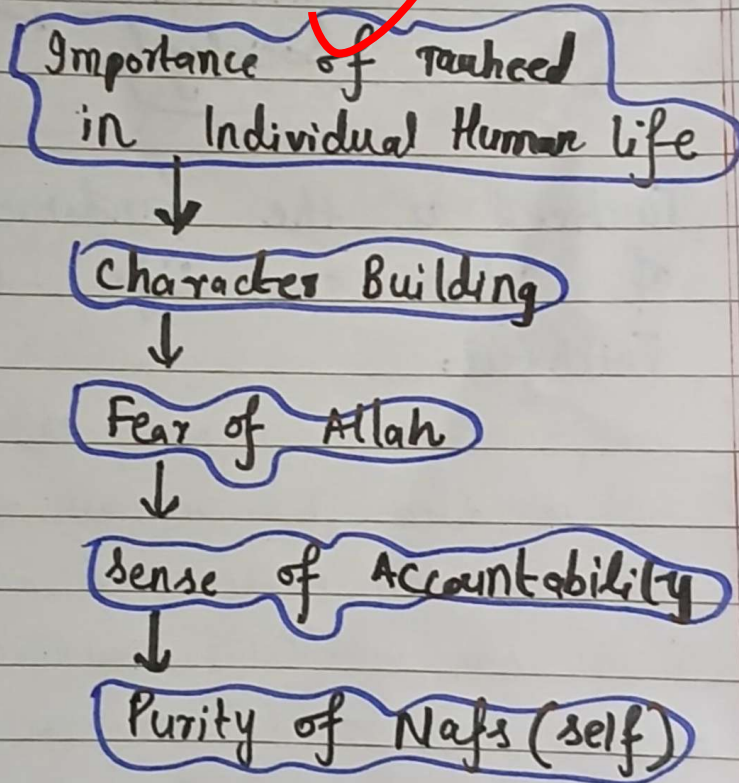 Importance of Tauheed
in Individual Human life
Character Building
Fear of Allah
Sense of Accountability
Purity of Nafs (self)